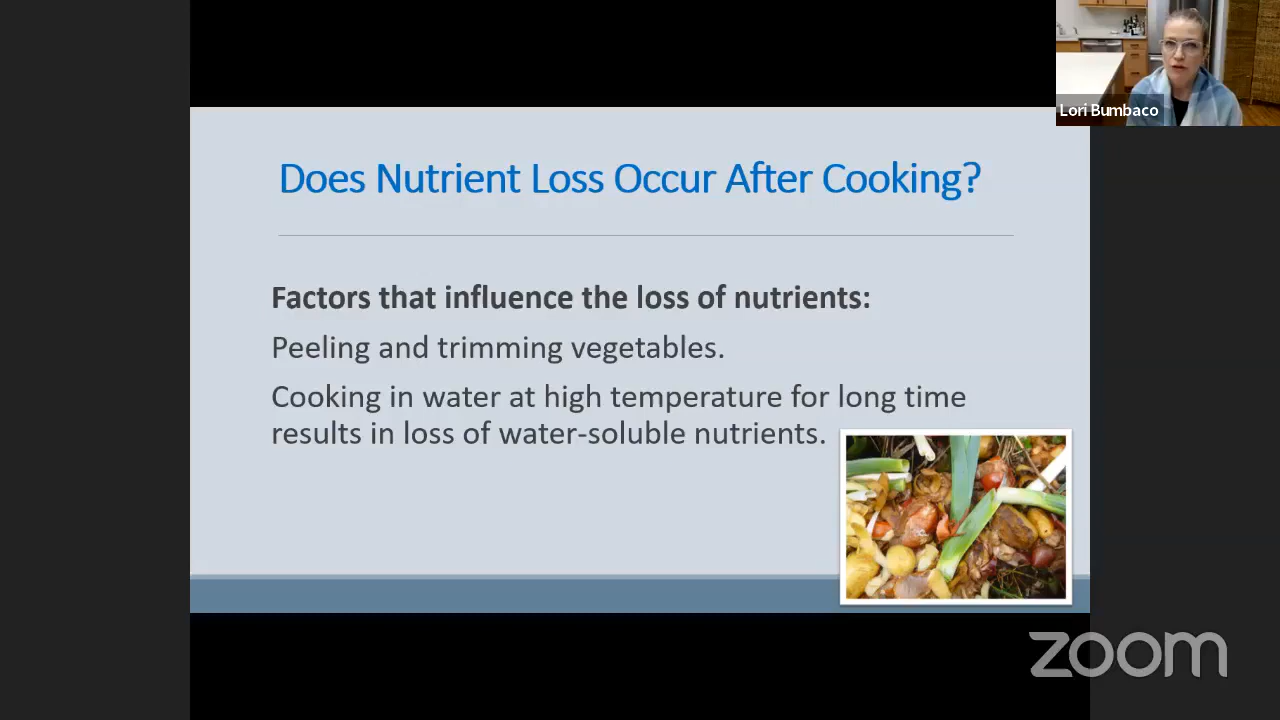 Lori Bumbaco
Does Nutrient Loss Occur After Cooking?
Factors that influence the loss of nutrients:
Peeling and trimming vegetables.
Cooking in water at high temperature for long time
results in loss of water-soluble nutrients.
zoom